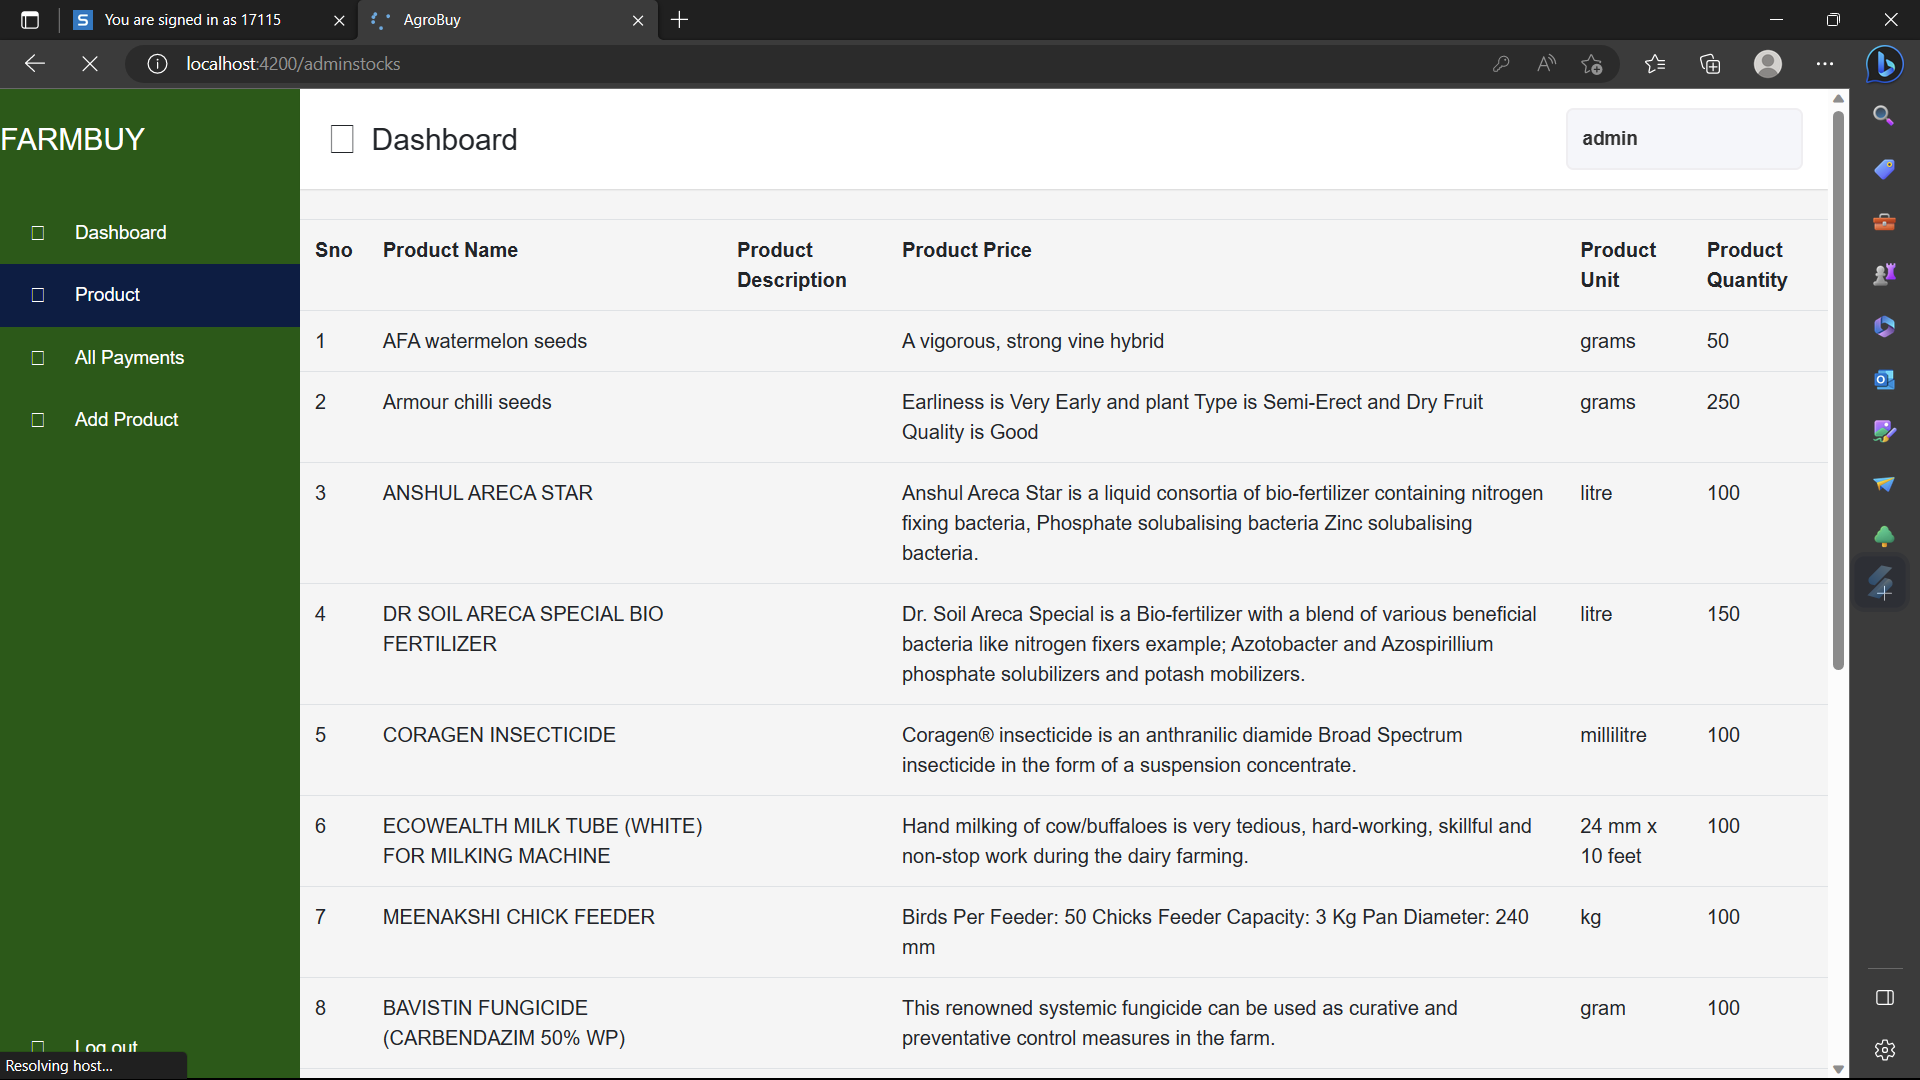 You are signed in as 17115
AgroBuy
localhost:4200/adminstocks
FARMBUY
Dashboard
Product
All Payments
Add Product
Log out
Resolving host...
Dashboard
admin
Sno Product Name Product Description Product Price Product Unit Product Quantity
1 AFA watermelon seeds A vigorous, strong vine hybrid grams 50
2 Armour chilli seeds Earliness is Very Early and plant Type is Semi-Erect and Dry Fruit grams 250
Quality is Good
3 ANSHUL ARECA STAR Anshul Areca Star is a liquid consortia of bio-fertilizer containing nitrogen litre 100
fixing bacteria, Phosphate solubalising bacteria Zinc solubalising
bacteria.
4 DR SOIL ARECA SPECIAL BIO Dr. Soil Areca Special is a Bio-fertilizer with a blend of various beneficial litre 150
FERTILIZER bacteria like nitrogen fixers example; Azotobacter and Azospirillium
phosphate solubilizers and potash mobilizers.
5 CORAGEN INSECTICIDE Coragen® insecticide is an anthranilic diamide Broad Spectrum millilitre 100
insecticide in the form of a suspension concentrate.
6 ECOWEALTH MILK TUBE (WHITE) Hand milking of cow/buffaloes is very tedious, hard-working, skillful and 24 mm x 100
FOR MILKING MACHINE non-stop work during the dairy farming. 10 feet
7 MEENAKSHI CHICK FEEDER Birds Per Feeder: 50 Chicks Feeder Capacity: 3 Kg Pan Diameter: 240 kg 100
mm
8 BAVISTIN FUNGICIDE This renowned systemic fungicide can be used as curative and gram 100
(CARBENDAZIM 50% WP) preventative control measures in the farm.